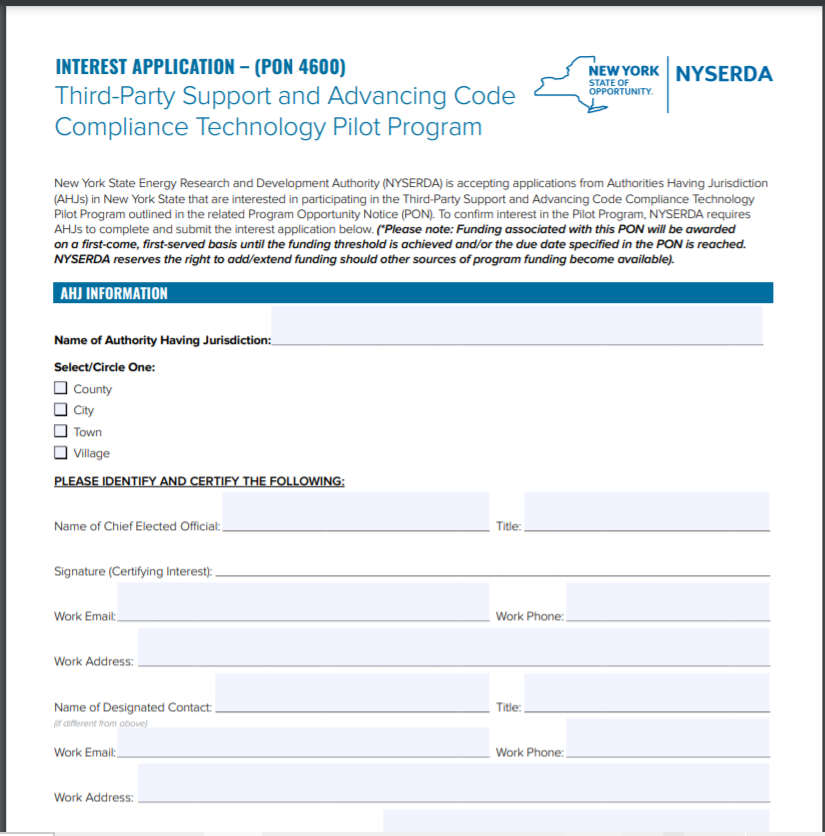 INTEREST APPLICATION – (PON 4600)
Third-Party Support and Advancing Code
Compliance Technology Pilot Program
NEW YORK
STATE OF
OPPORTUNITY.
NYSERDA
New York State Energy Research and Development Authority (NYSERDA) is accepting applications from Authorities Having Jurisdiction
(AHJs) in New York State that are interested in participating in the Third-Party Support and Advancing Code Compliance Technology
Pilot Program outlined in the related Program Opportunity Notice (PON). To confirm interest in the Pilot Program, NYSERDA requires
AHJs to complete and submit the interest application below. (*Please note: Funding associated with this PON will be awarded
on a first-come, first-served basis until the funding threshold is achieved and/or the due date specified in the PON is reached.
NYSERDA reserves the right to add/extend funding should other sources of program funding become available).
AHJ INFORMATION
Name of Authority Having Jurisdiction:
Select/Circle One:
County
City
Town
Village
PLEASE IDENTIFY AND CERTIFY THE FOLLOWING:
Name of Chief Elected Official: Title:
Signature (Certifying Interest):
Work Email: Work Phone:
Work Address:
Name of Designated Contact: Title:
(if different from above)
Work Email: Work Phone:
Work Address: